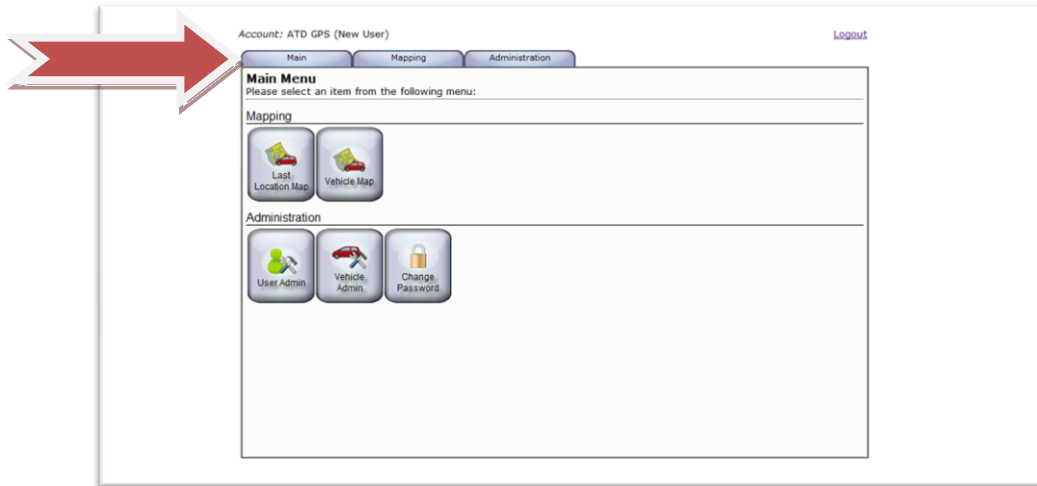 Account: ATD GPS (New User)
Logout
Main
Mapping
Administration
Main Menu
Please select an item from the following menu:
Mapping
Last
Location Map
Vehicle Map
Administration
User Admin
Vehicle
Admin
Change
Password